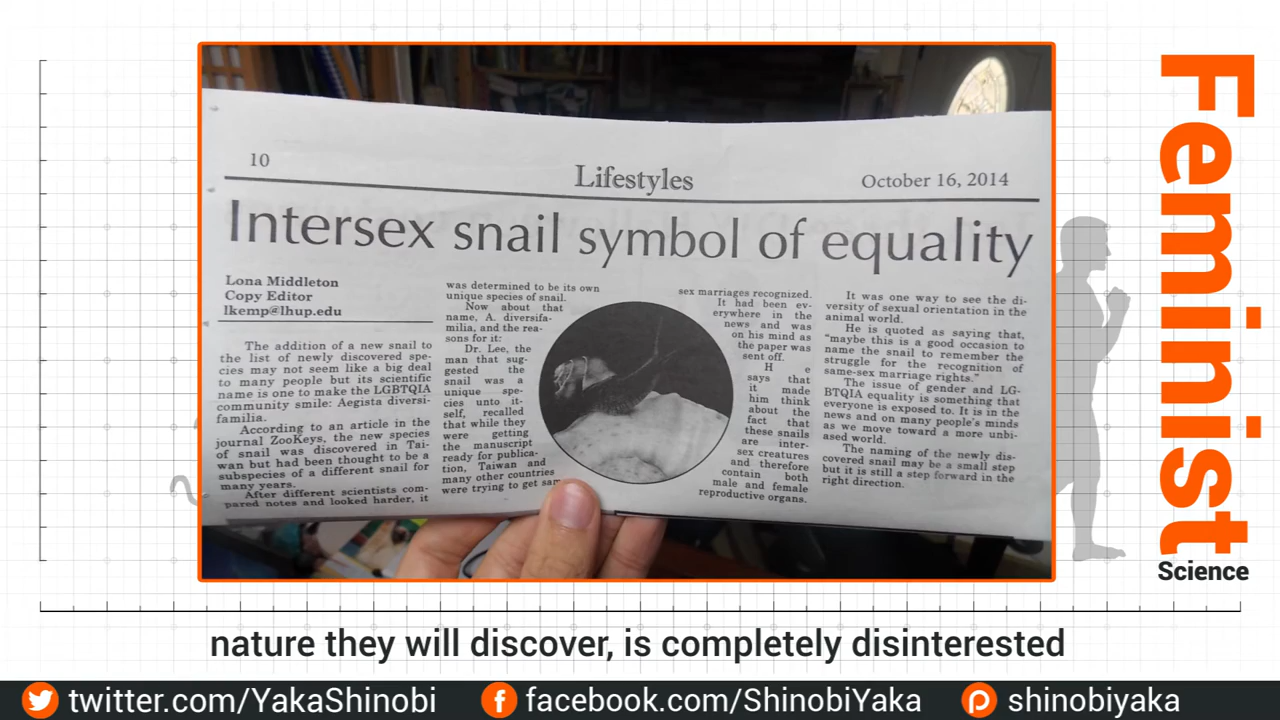 10
Lifestyles
October 16, 2014
Intersex snail symbol of equality
Lona Middleton
Copy Editor
lkemp@lhup.edu
The addition of a new snail to
the list of newly discovered spe-
cies may not seem like a big deal
to many people but its scientific
name is one to make the LGBTQIA
community smile: Aegista diversi-
familia.
According to an article in the
journal ZooKeys, the new species
of snail was discovered in Tai-
wan but had been thought to be a
subspecies of a different snail for
many years.
After different scientists com-
pared notes and looked harder, it
was determined to be its own
unique species of snail.
Now about that
name, A. diversifa-
milia, and the rea-
sons for it:
Dr. Lee, the
man that sug-
gested the
snail was a
unique spe-
cies unto it-
self, recalled
that while they
were getting
the manuscript
ready for publica-
tion, Taiwan and
many other countries
were trying to get sam
sex marriages recognized.
It had been ev-
erywhere in the
news and was
on his mind as
the paper was
sent off.
H e
says that
it made
him think
about the
fact that
these snails
are inter-
sex creatures
and therefore
contain both
male and female
reproductive organs.
It was one way to see the di-
versity of sexual orientation in the
animal world.
He is quoted as saying that,
"maybe this is a good occasion to
name the snail to remember the
struggle for the recognition of
same-sex marriage rights."
The issue of gender and LG-
BTQIA equality is something that
everyone is exposed to. It is in the
news and on many people's minds
as we move toward a more unbi-
ased world.
The naming of the newly dis-
covered snail may be a small step
but it is still a step forward in the
right direction.
Feminist
Science
nature they will discover, is completely disinterested
twitter.com/YakaShinobi
facebook.com/ShinobiYaka
shinobiyaka